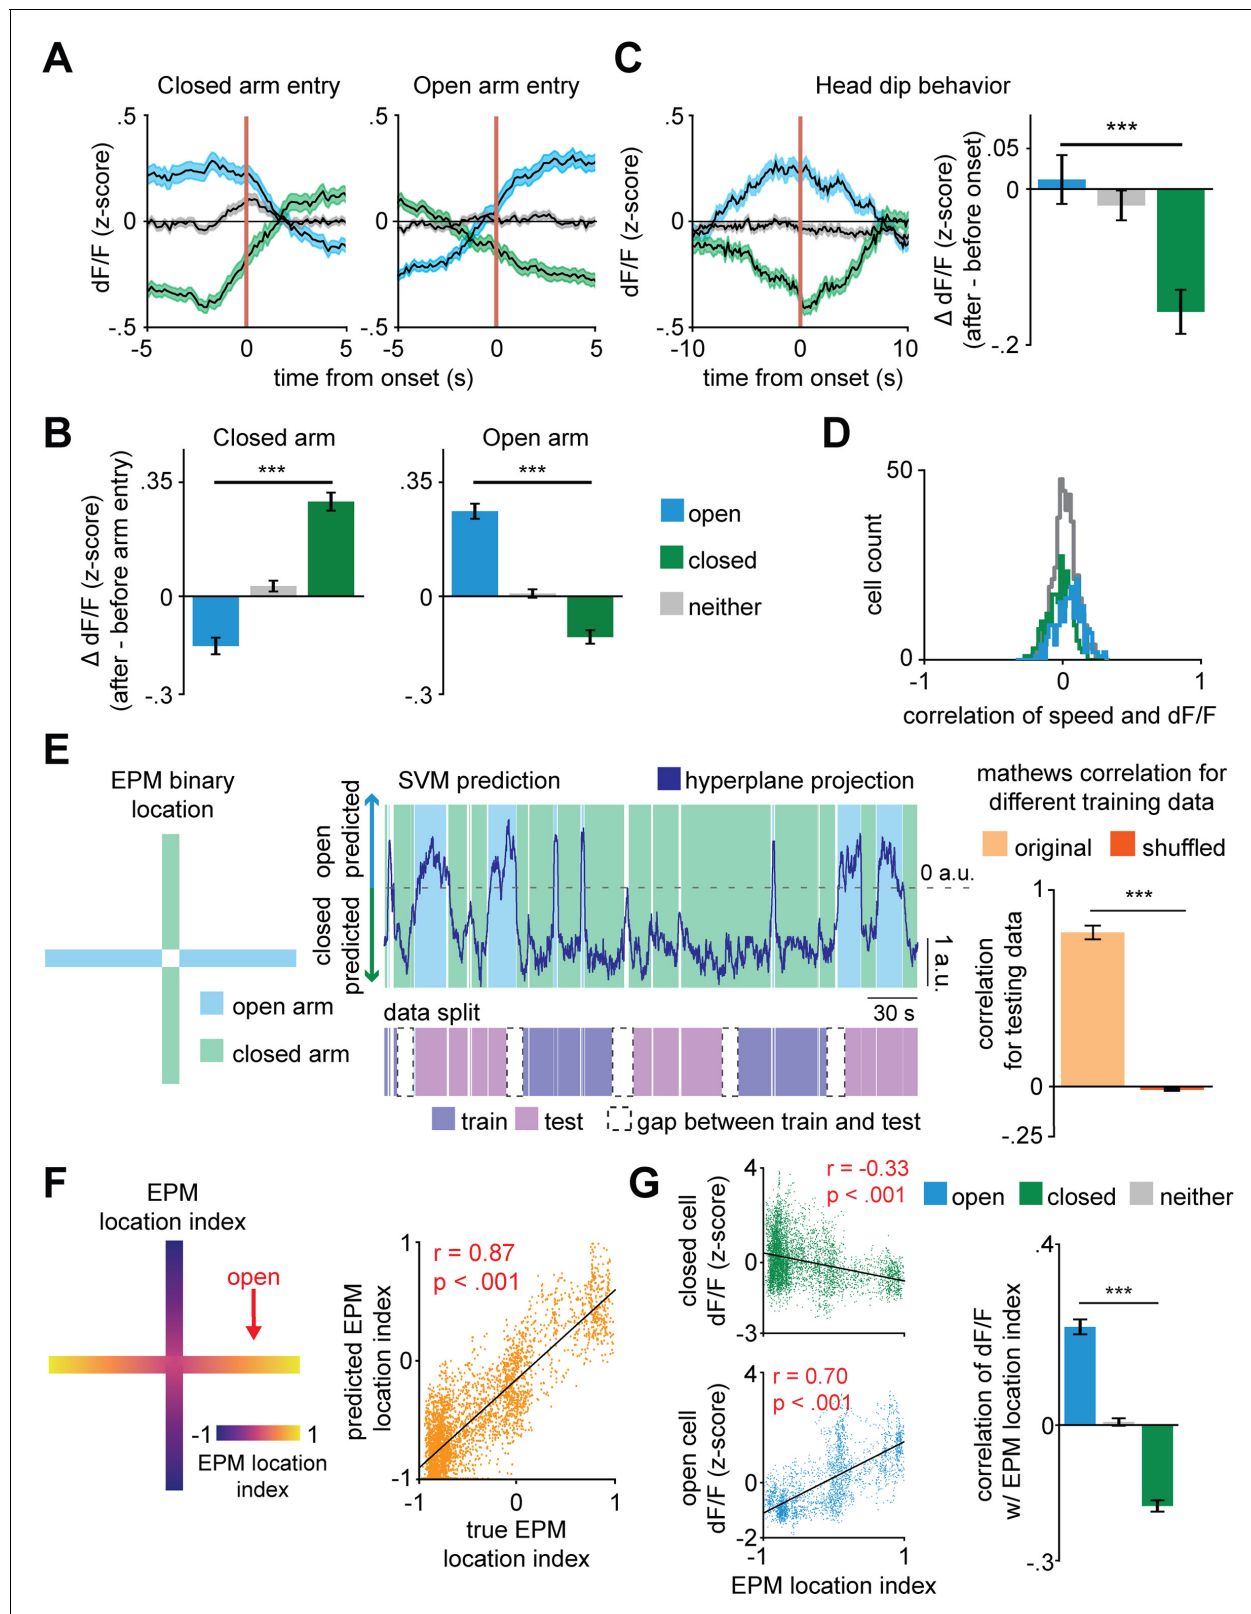 A
Closed arm entry
Open arm entry
dF/F (z-score)
.5
0
-.5
-5
0
5
.5
0
-.5
-5
0
5
time from onset (s)
C
Head dip behavior
dF/F (z-score)
.5
0
-.5
-10
0
10
time from onset (s)
Δ dF/F (z-score)
(after - before onset)
.05
0
-.2
***
B
Closed arm
Open arm
Δ dF/F (z-score)
(after - before arm entry)
.35
0
-.3
***
.35
0
-.3
***
open
closed
neither
D
cell count
50
0
-1
0
1
correlation of speed and dF/F
E
EPM binary
location
open arm
closed arm
SVM prediction
hyperplane projection
open
predicted
closed
predicted
0 a.u.
1 a.u.
30 s
data split
train
test
gap between train and test
mathews correlation for
different training data
original
shuffled
correlation
for testing data
1
0
-.25
***
F
EPM
location index
open
-1
1
EPM location
index
predicted EPM
location index
1
0
-1
r = 0.87
p < .001
-1
0
1
true EPM
location index
G
closed cell
dF/F (z-score)
4
0
-3
r = -0.33
p < .001
open cell
dF/F (z-score)
4
0
-2
r = 0.70
p < .001
-1
1
EPM location index
open
closed
neither
correlation of dF/F
w/ EPM location index
.4
0
-.3
***